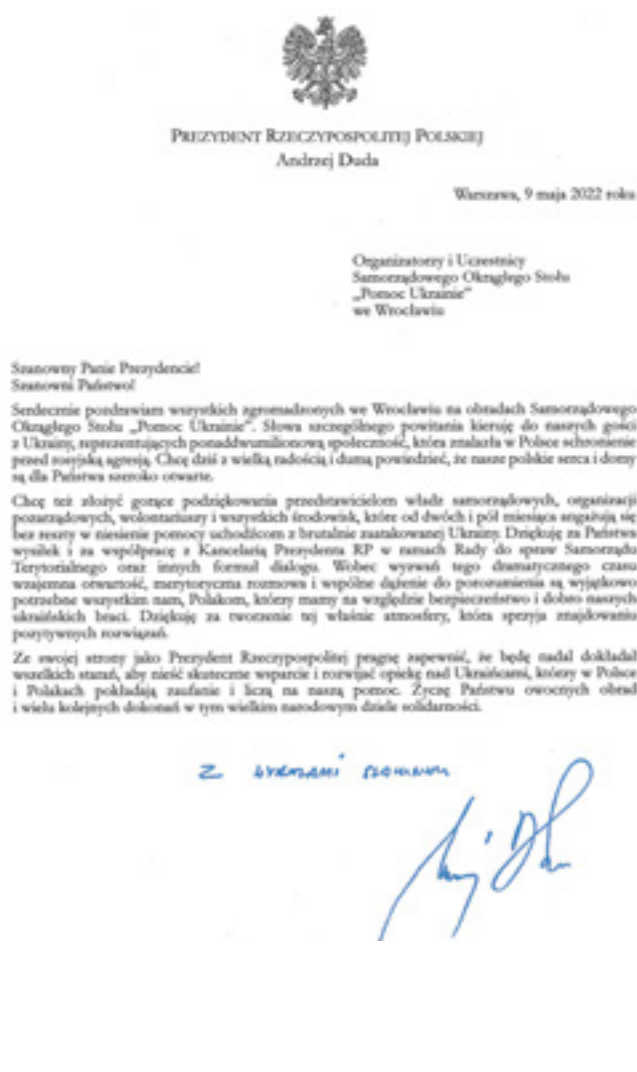 PREZYDENT RZECZYPOSPOLITEJ POLSKIEJ
Andrzej Duda
Warszawa, 9 maja 2022 roku
Organizatorzy i Uczestnicy
Samorządowego Okrągłego Stołu
„Pomoc Ukrainie”
we Wrocławiu
Szanowny Panie Prezydencie!
Szanowni Państwo!
Serdecznie pozdrawiam wszystkich zgromadzonych we Wrocławiu na obradach Samorządowego
Okrągłego Stołu „Pomoc Ukrainie”. Słowa szczególnego powitania kieruję do naszych gości
z Ukrainy, reprezentujących ponaddwumilionową społeczność, która znalazła w Polsce schronienie
przed rosyjską agresją. Chcę dziś z wielką radością i dumą powiedzieć, że nasze polskie serca i domy
są dla Państwa szeroko otwarte.
Chcę też złożyć gorące podziękowania przedstawicielom władz samorządowych, organizacji
pozarządowych, wolontariuszy i wszystkich środowisk, które od dwóch i pół miesiąca angażują się
bez reszty w niesienie pomocy uchodźcom z brutalnie zaatakowanej Ukrainy. Dziękuję za Państwa
wysiłek i za współpracę z Kancelarią Prezydenta RP w ramach Rady do spraw Samorządu
Terytorialnego oraz innych formuł dialogu. Wobec wyzwań tego dramatycznego czasu
wzajemna otwartość, merytoryczna rozmowa i wspólne dążenie do porozumienia są wyjątkowo
potrzebne wszystkim nam, Polakom, którzy mamy na względzie bezpieczeństwo i dobro naszych
ukraińskich braci. Dziękuję za tworzenie tej właśnie atmosfery, która sprzyja znajdowaniu
pozytywnych rozwiązań.
Ze swojej strony jako Prezydent Rzeczypospolitej pragnę zapewnić, że będę nadal dokładał
wszelkich starań, aby nieść skuteczne wsparcie i rozwijać opiekę nad Ukraińcami, którzy w Polsce
i Polakach pokładają zaufanie i liczą na naszą pomoc. Życzę Państwu owocnych obrad
i wielu kolejnych dokonań w tym wielkim narodowym dziele solidarności.
Z wyrazami szacunku